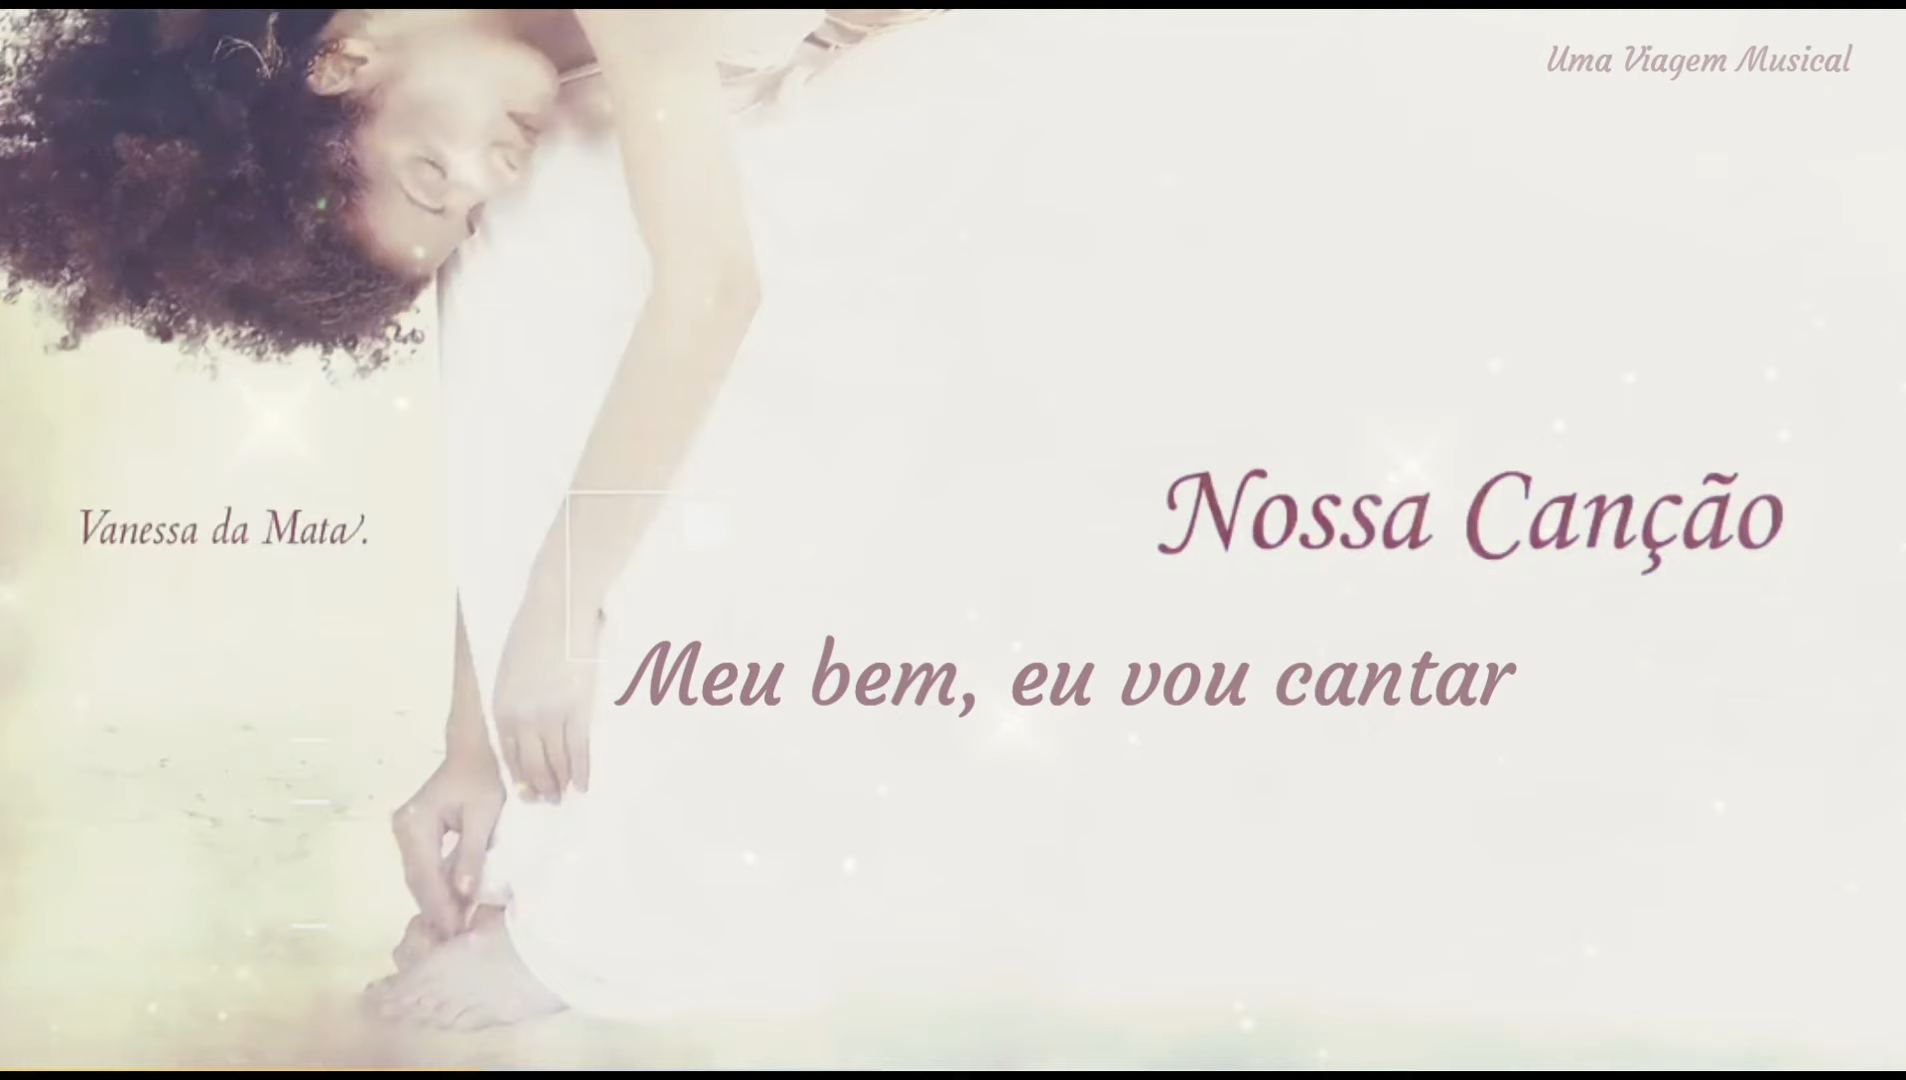 Uma Viagem Musical
Vanessa da Mata.
Nossa Canção
Meu bem, eu vou cantar